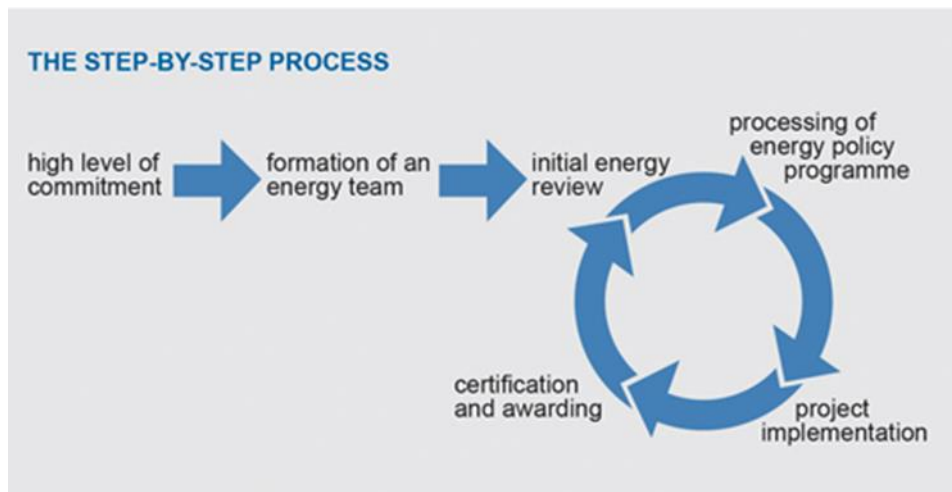 THE STEP-BY-STEP PROCESS
high level of
commitment
formation of an
energy team
initial energy
review
processing of
energy policy
programme
project
implementation
certification
and awarding